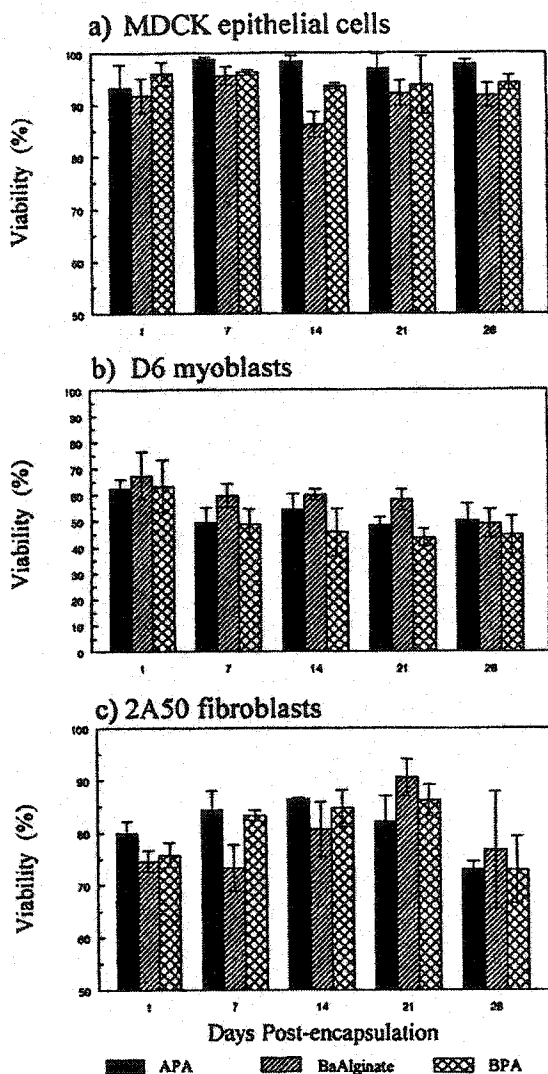 a) MDCK epithelial cells
Viability (%)
100
90
80
70
60
50
1 7 14 21 28
b) D6 myoblasts
Viability (%)
100
90
80
70
60
50
40
30
20
10
0
1 7 14 21 28
c) 2A50 fibroblasts
Viability (%)
100
90
80
70
60
50
1 7 14 21 28
Days Post-encapsulation
APA BaAlginate BPA